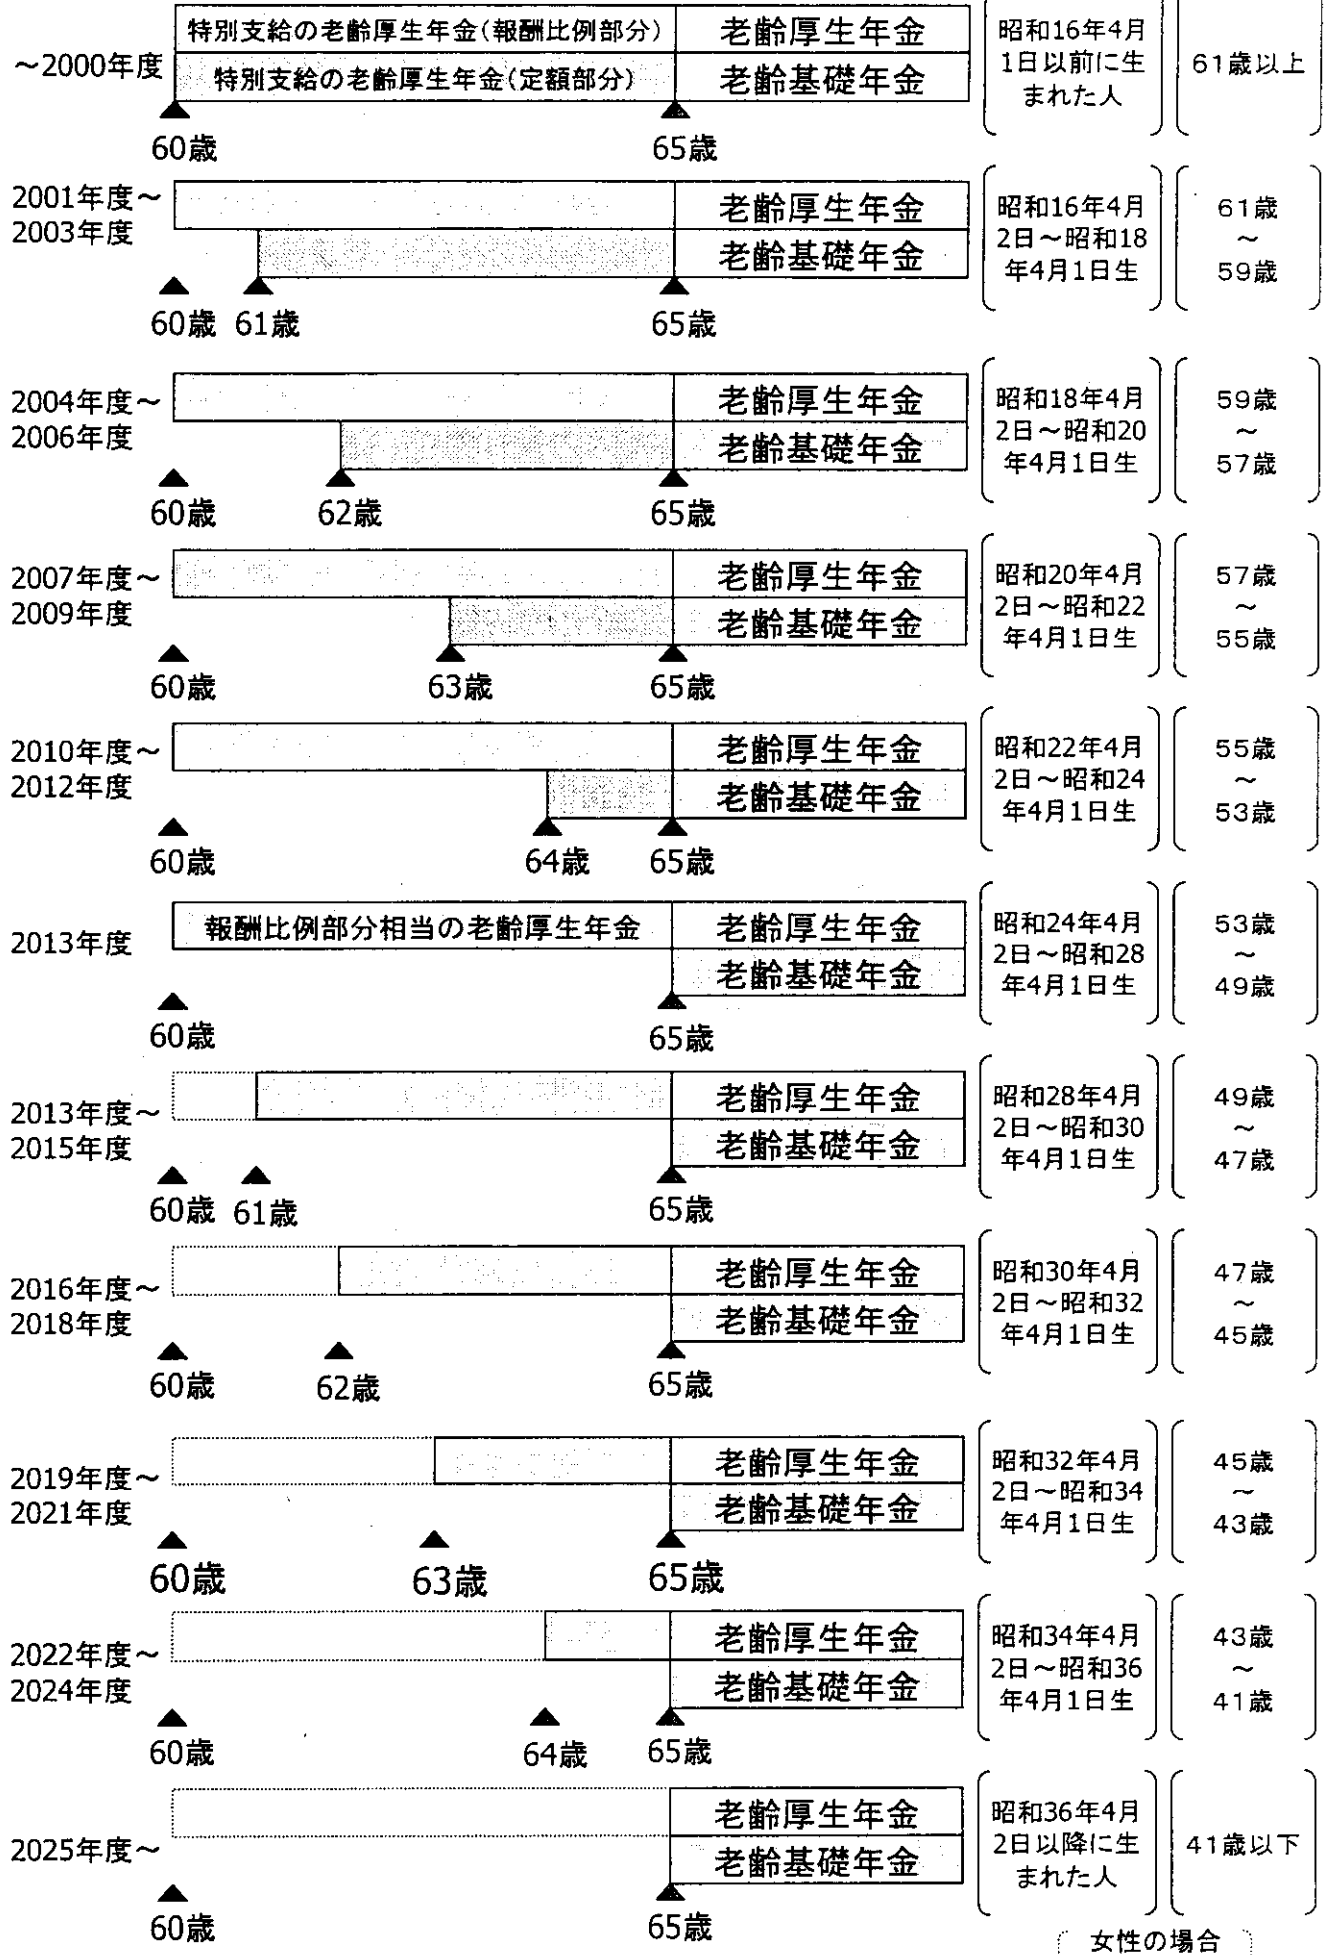 特別支給の老齢厚生年金(報酬比例部分)
老齢厚生年金
~2000年度
特別支給の老齢厚生年金(定額部分)
老齢基礎年金
60歳
65歳
昭和16年4月
1日以前に生
まれた人
61歳以上
2001年度~
2003年度
老齢厚生年金
老齢基礎年金
60歳
61歳
65歳
昭和16年4月
2日~昭和18
年4月1日生
61歳
~
59歳
2004年度~
2006年度
老齢厚生年金
老齢基礎年金
60歳
62歳
65歳
昭和18年4月
2日~昭和20
年4月1日生
59歳
~
57歳
2007年度~
2009年度
老齢厚生年金
老齢基礎年金
60歳
63歳
65歳
昭和20年4月
2日~昭和22
年4月1日生
57歳
~
55歳
2010年度~
2012年度
老齢厚生年金
老齢基礎年金
60歳
64歳
65歳
昭和22年4月
2日~昭和24
年4月1日生
55歳
~
53歳
2013年度
報酬比例部分相当の老齢厚生年金
老齢厚生年金
老齢基礎年金
60歳
65歳
昭和24年4月
2日~昭和28
年4月1日生
53歳
~
49歳
2013年度~
2015年度
老齢厚生年金
老齢基礎年金
60歳
61歳
65歳
昭和28年4月
2日~昭和30
年4月1日生
49歳
~
47歳
2016年度~
2018年度
老齢厚生年金
老齢基礎年金
60歳
62歳
65歳
昭和30年4月
2日~昭和32
年4月1日生
47歳
~
45歳
2019年度~
2021年度
老齢厚生年金
老齢基礎年金
60歳
63歳
65歳
昭和32年4月
2日~昭和34
年4月1日生
45歳
~
43歳
2022年度~
2024年度
老齢厚生年金
老齢基礎年金
60歳
64歳
65歳
昭和34年4月
2日~昭和36
年4月1日生
43歳
~
41歳
2025年度~
老齢厚生年金
老齢基礎年金
60歳
65歳
昭和36年4月
2日以降に生
まれた人
41歳以下
女性の場合